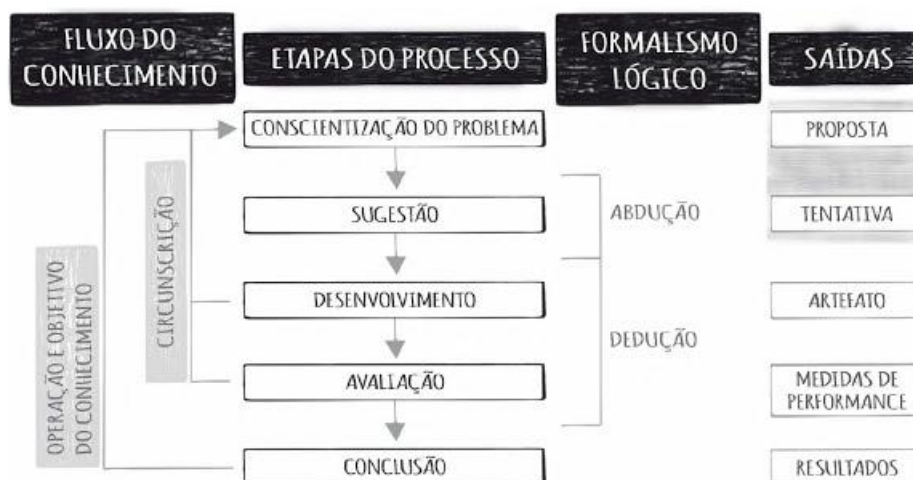 FLUXO DO
CONHECIMENTO
ETAPAS DO PROCESSO
FORMALISMO
LÓGICO
SAÍDAS
CONSCIENTIZAÇÃO DO PROBLEMA
PROPOSTA
SUGESTÃO
ABDUÇÃO
TENTATIVA
CIRCUNSCRIÇÃO
OPERAÇÃO E OBJETIVO
DO CONHECIMENTO
DESENVOLVIMENTO
ARTEFATO
DEDUÇÃO
AVALIAÇÃO
MEDIDAS DE
PERFORMANCE
CONCLUSÃO
RESULTADOS